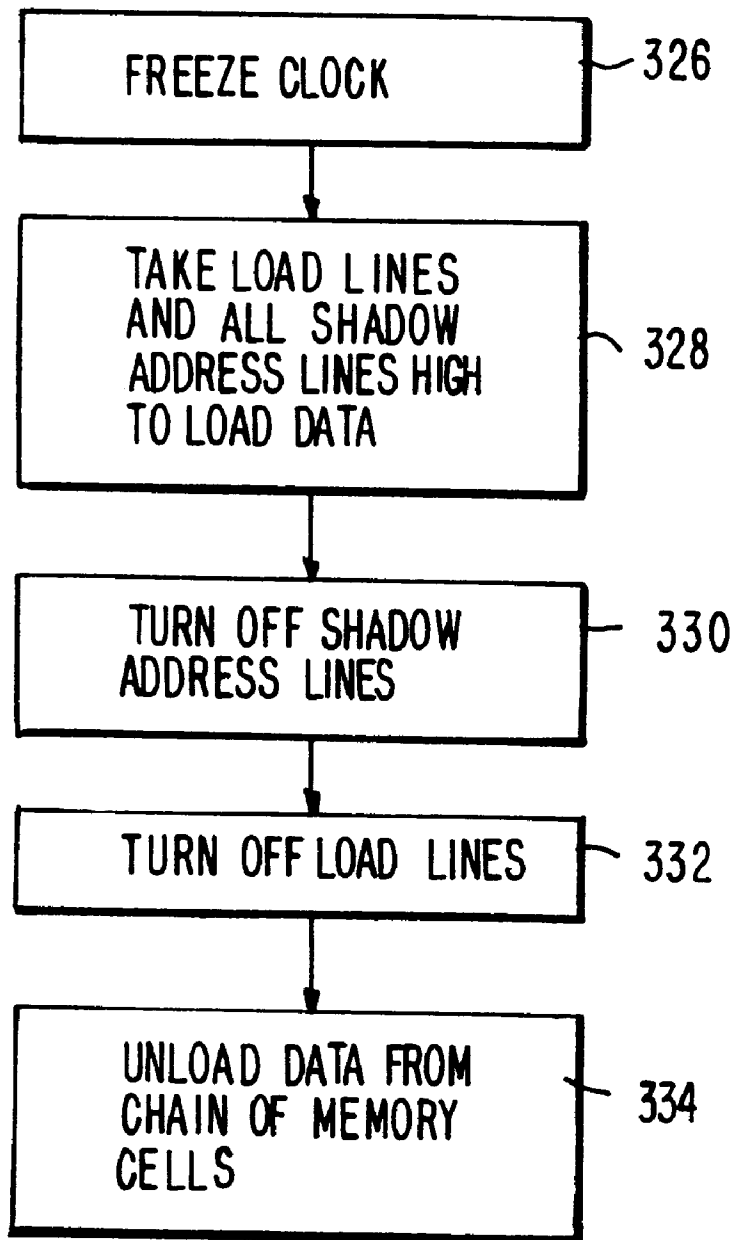 FREEZE CLOCK
326
TAKE LOAD LINES
AND ALL SHADOW
ADDRESS LINES HIGH
TO LOAD DATA
328
TURN OFF SHADOW
ADDRESS LINES
330
TURN OFF LOAD LINES
332
UNLOAD DATA FROM
CHAIN OF MEMORY
CELLS
334